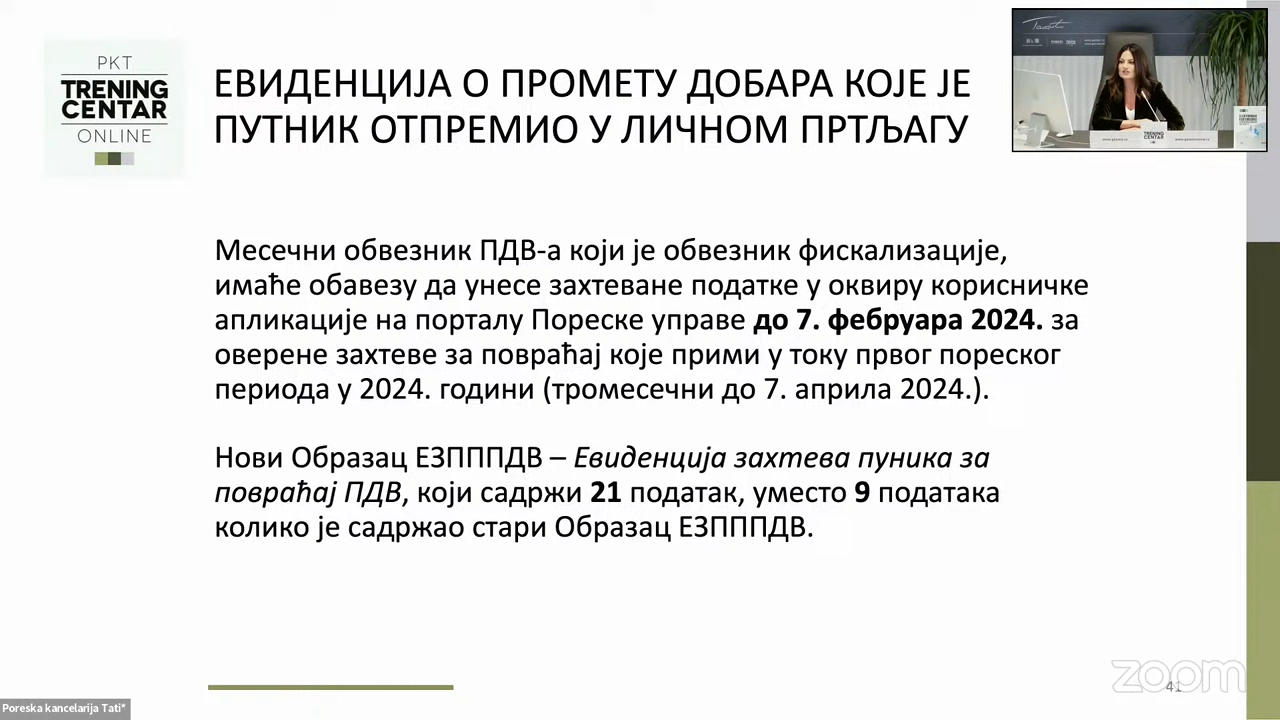 PKT
TRENING
CENTAR
ONLINE
ЕВИДЕНЦИЈА О ПРОМЕТУ ДОБАРА КОЈЕ ЈЕ
ПУТНИК ОТПРЕМИО У ЛИЧНОМ ПРТЉАГУ
Месечни обвезник ПДВ-а који је обвезник фискализације,
имаће обавезу да унесе захтеване податке у оквиру корисничке
апликације на порталу Пореске управе до 7. фебруара 2024. за
оверене захтеве за повраћај које прими у току првог пореског
периода у 2024. години (тромесечни до 7. априла 2024.).
Нови Образац ЕЗПППДВ – Евиденција захтева пуника за
повраћај ПДВ, који садржи 21 податак, уместо 9 података
колико је садржао стари Образац ЕЗПППДВ.
TRENING
CENTAR
zoom
41
Poreska kancelarija Tati*